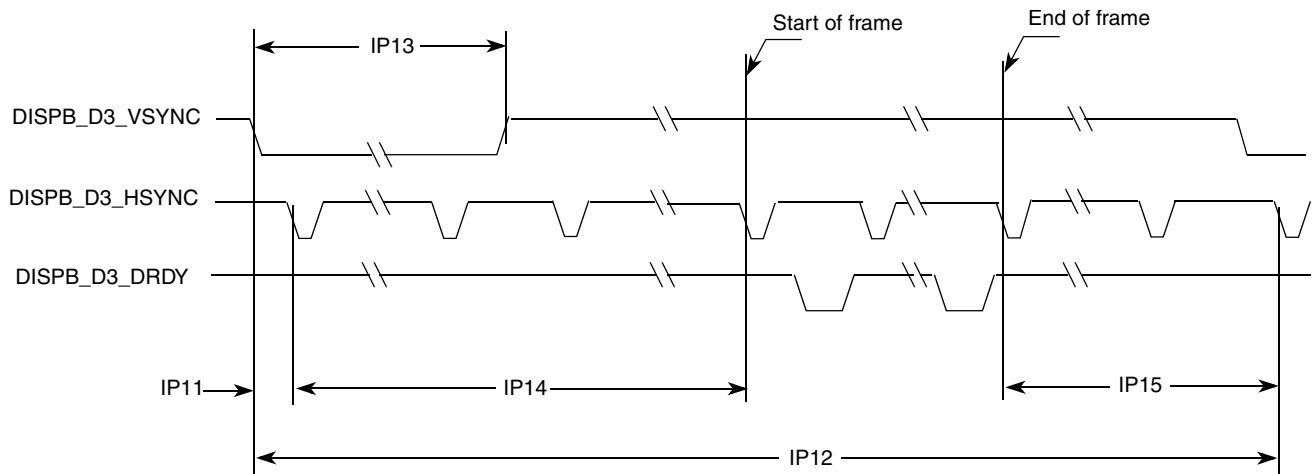 Start of frame
End of frame
IP13
DISPB_D3_VSYNC
DISPB_D3_HSYNC
DISPB_D3_DRDY
IP11
IP14
IP15
IP12